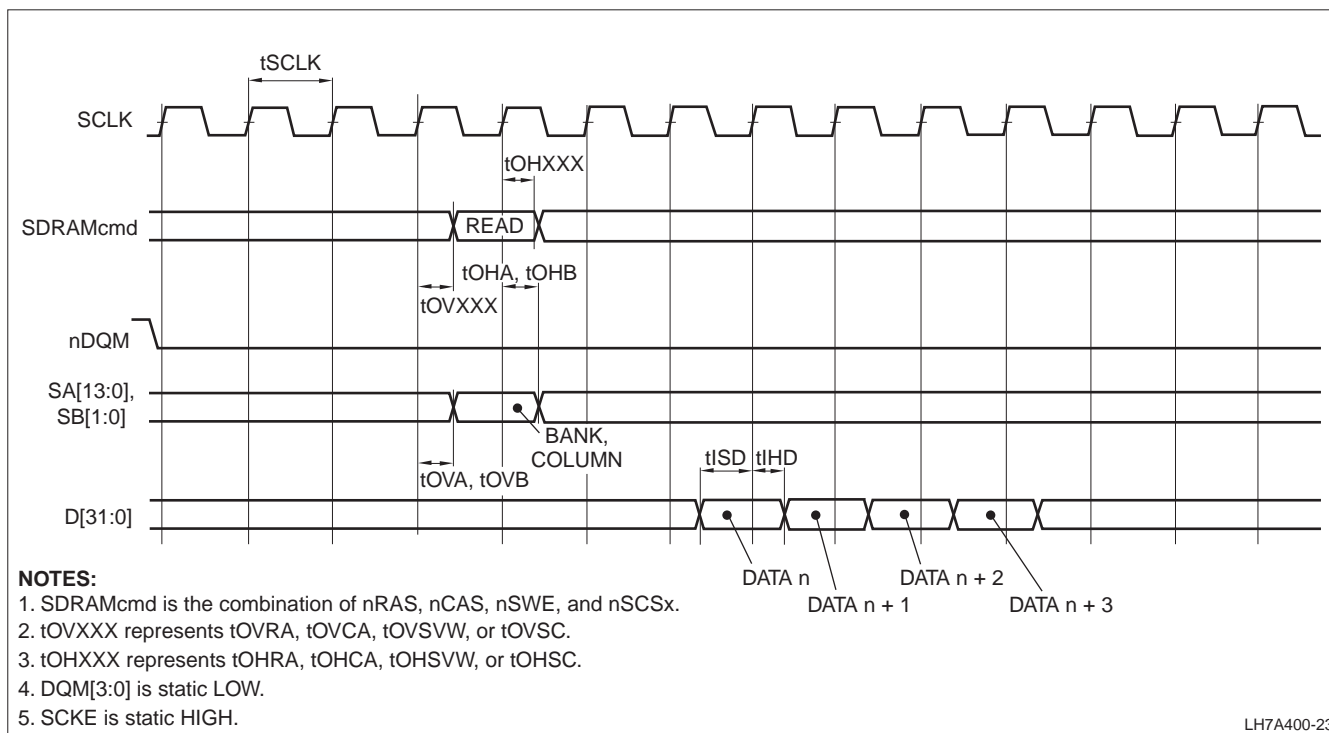 tSCLK
SCLK
tOHXXX
SDRAMcmd
READ
tOHA, tOHB
tOVXXX
nDQM
SA[13:0],
SB[1:0]
BANK,
COLUMN
tOVA, tOVB
tISD
tIHD
D[31:0]
DATA n
DATA n + 1
DATA n + 2
DATA n + 3
NOTES:
1. SDRAMcmd is the combination of nRAS, nCAS, nSWE, and nSCSx.
2. tOVXXX represents tOVRA, tOVCA, tOVSVW, or tOVSC.
3. tOHXXX represents tOHRA, tOHCA, tOHSVW, or tOHSC.
4. DQM[3:0] is static LOW.
5. SCKE is static HIGH.
LH7A400-23